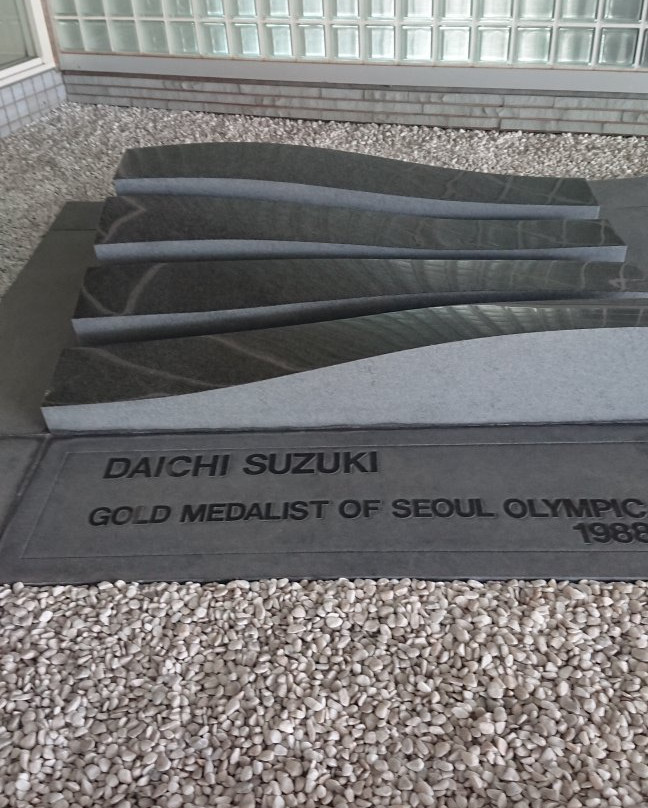 DAICHI SUZUKI
GOLD MEDALIST OF SEOUL OLYMPIC
1988